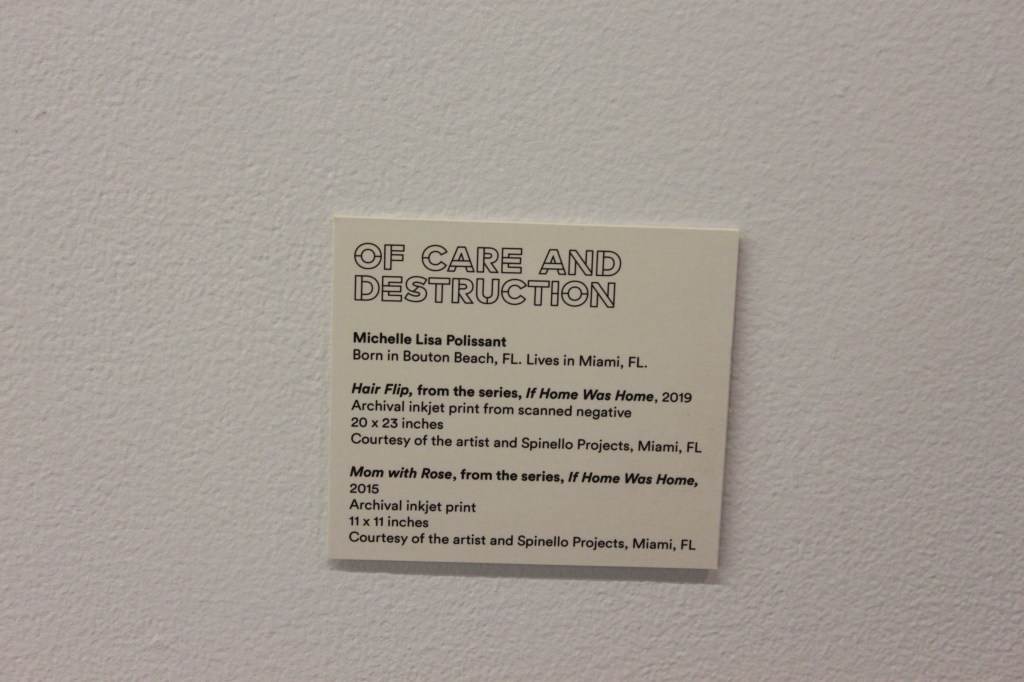 OF CARE AND
DESTRUCTION
Michelle Lisa Polissant
Born in Bouton Beach, FL. Lives in Miami, FL.
Hair Flip, from the series, If Home Was Home, 2019
Archival inkjet print from scanned negative
20 x 23 inches
Courtesy of the artist and Spinello Projects, Miami, FL
Mom with Rose, from the series, If Home Was Home,
2015
Archival inkjet print
11 x 11 inches
Courtesy of the artist and Spinello Projects, Miami, FL